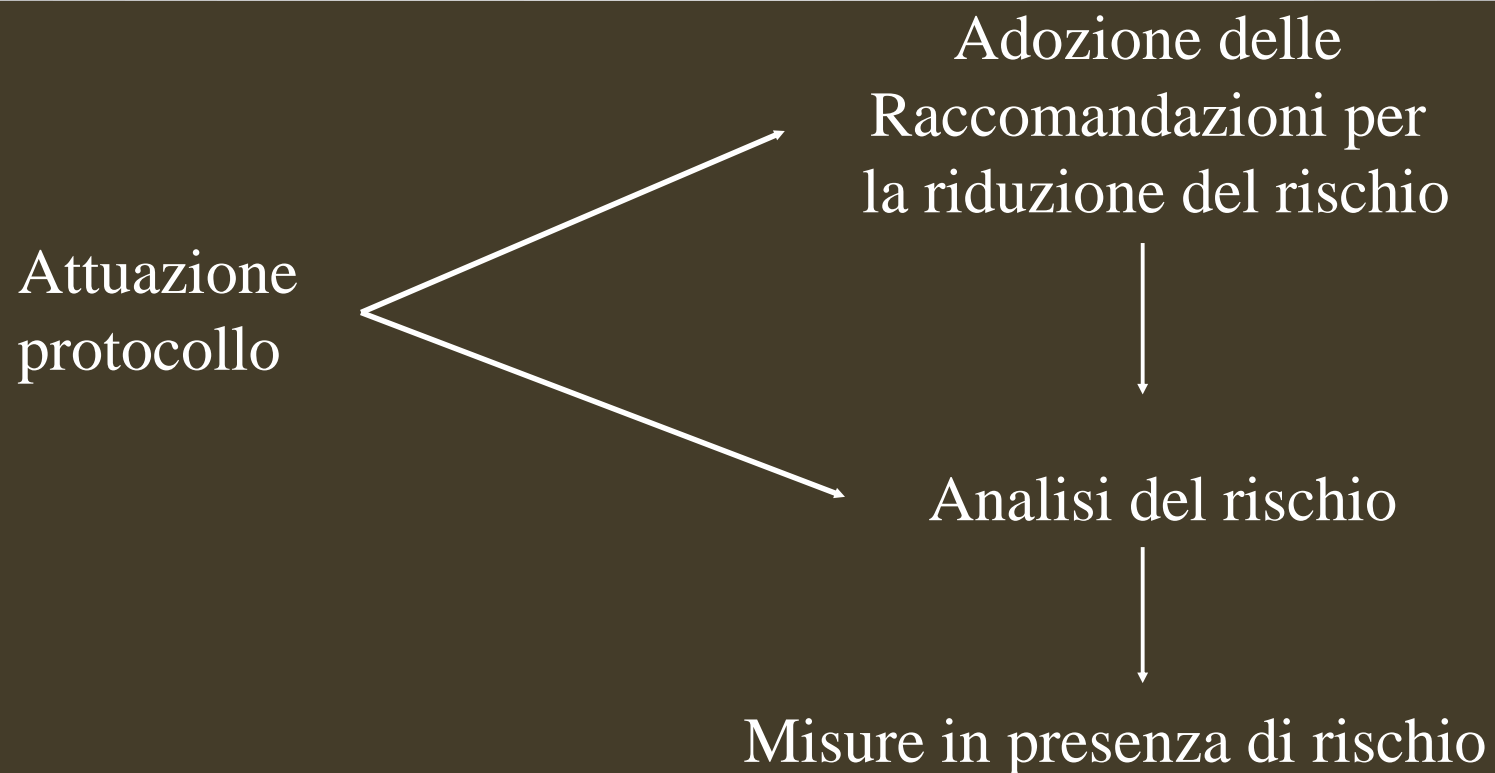 Adozione delle
Raccomandazioni per
la riduzione del rischio
Attuazione
protocollo
Analisi del rischio
Misure in presenza di rischio